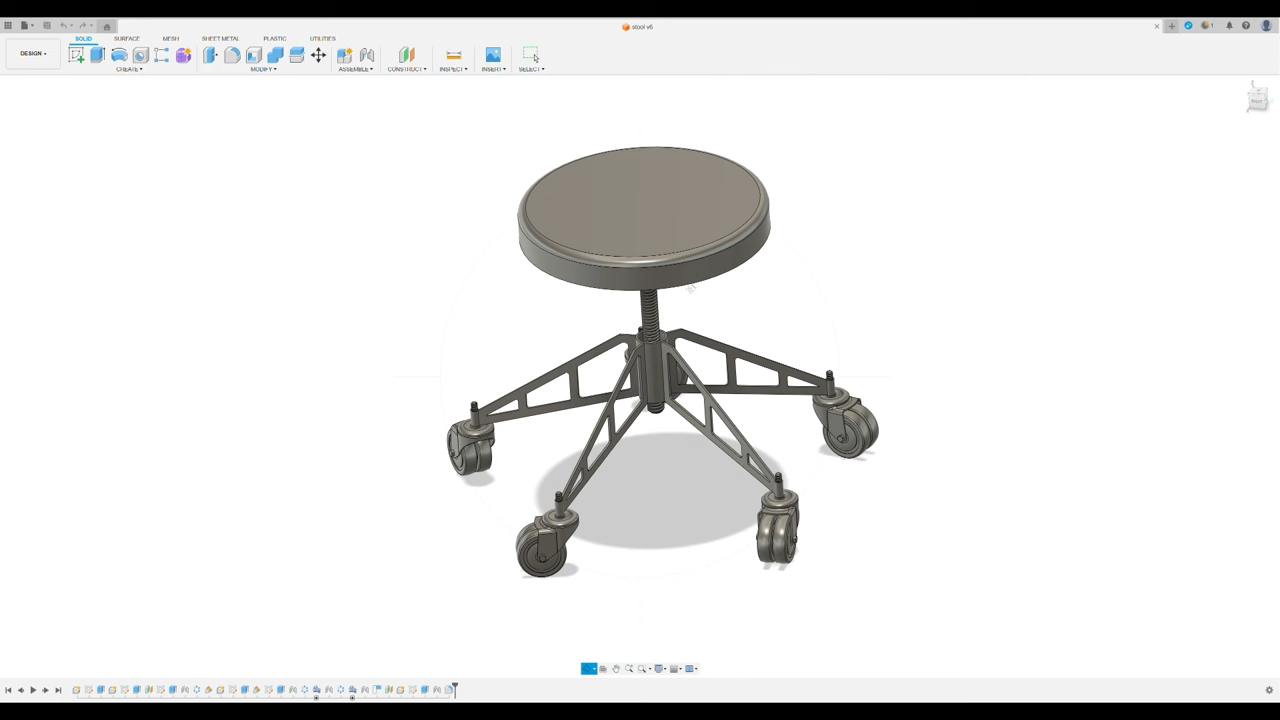 stool v6
SOLID SURFACE MESH SHEET METAL PLASTIC UTILITIES
DESIGN
CREATE MODIFY ASSEMBLE CONSTRUCT INSPECT INSERT SELECT